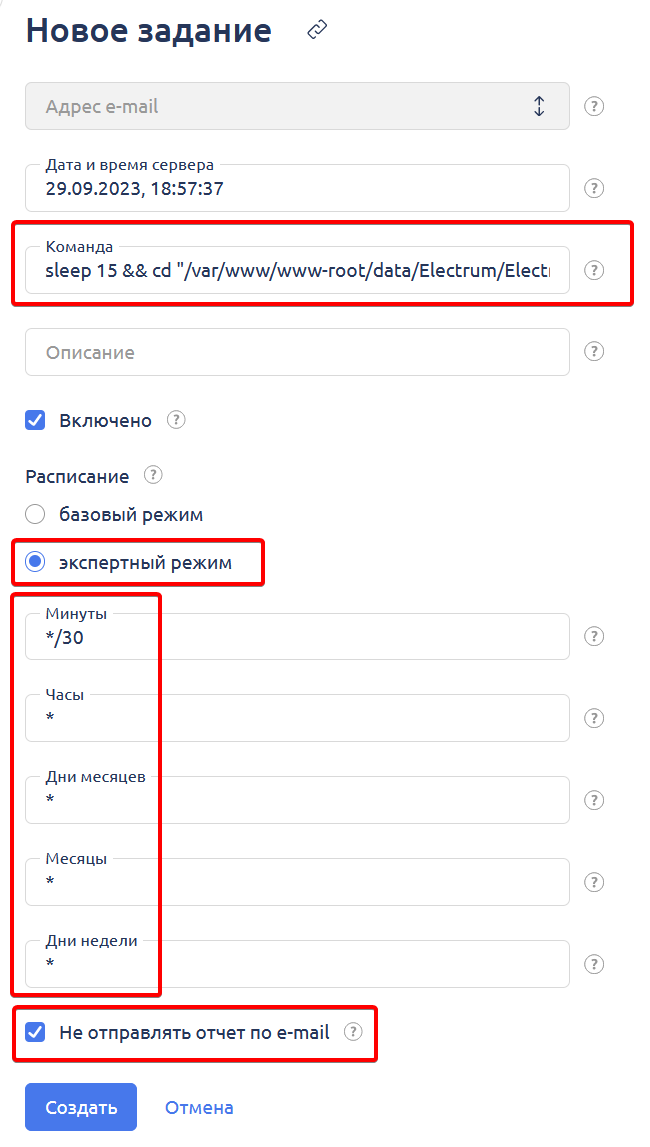 Новое задание
Адрес e-mail
?
Дата и время сервера
29.09.2023, 18:57:37
?
Команда
sleep 15 && cd "/var/www/www-root/data/Electrum/Electr
?
Описание
?
Включено ?
Расписание ?
базовый режим
экспертный режим
Минуты
*/30
?
Часы
*
?
Дни месяцев
*
?
Месяцы
*
?
Дни недели
*
?
Не отправлять отчет по e-mail ?
Создать Отмена